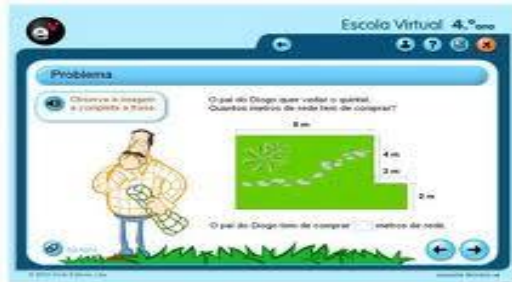 Escola Virtual 4.º ano
Problema
Observa a imagem
e completa a frase.
O pai do Diogo quer vedar o quintal.
Quantos metros de rede tem de comprar?
8 m
4 m
3 m
2 m
O pai do Diogo tem de comprar metros de rede.